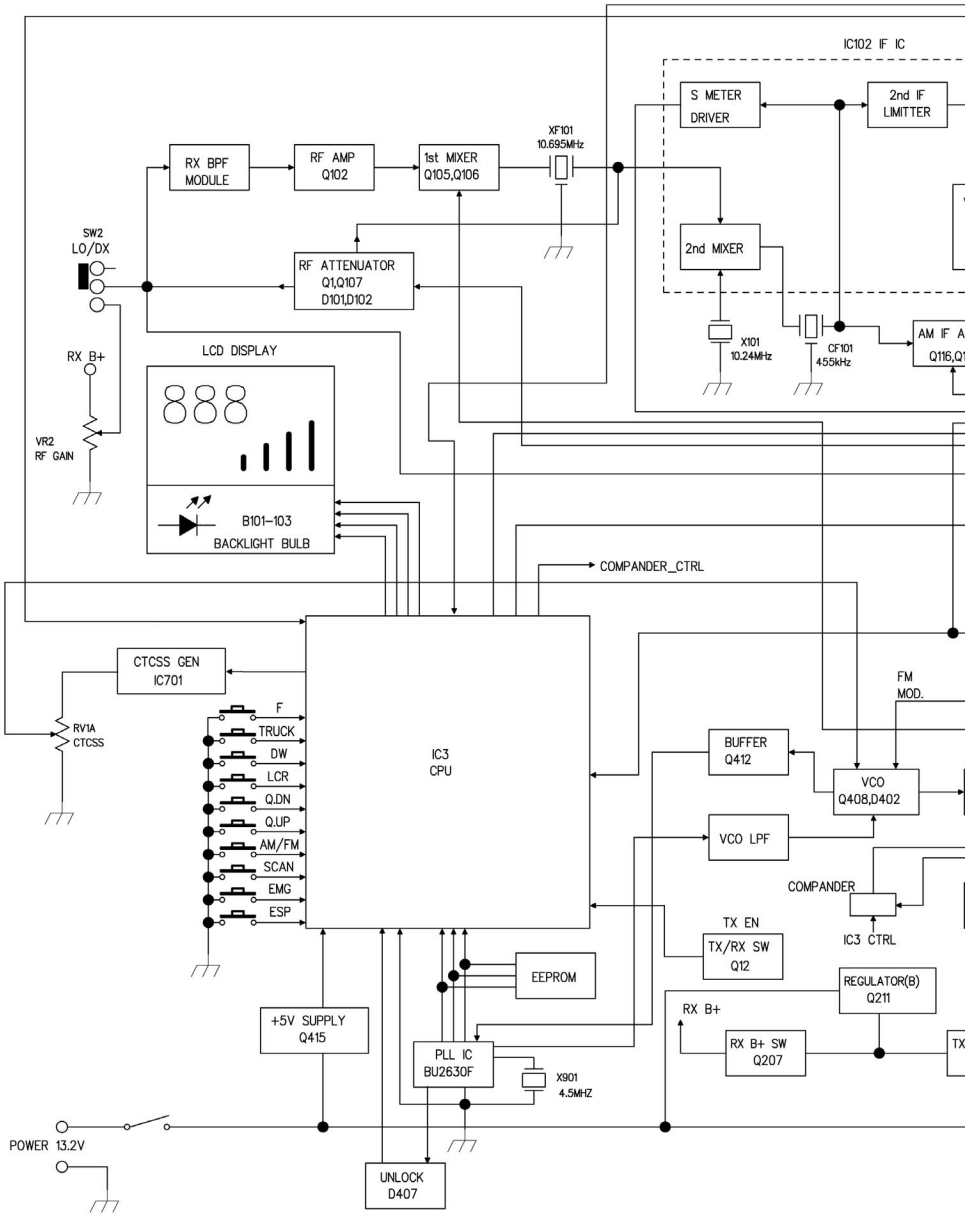 IC102 IF IC
S METER
DRIVER
2nd IF
LIMITTER
XF101
10.695MHz
RX BPF
MODULE
RF AMP
Q102
1st MIXER
Q105,Q106
SW2
LO/DX
RF ATTENUATOR
Q1,Q107
D101,D102
2nd MIXER
X101
10.24MHz
CF101
455kHz
AM IF A
Q116,Q1
RX B+
LCD DISPLAY
888
VR2
RF GAIN
B101-103
BACKLIGHT BULB
COMPANDER_CTRL
CTCSS GEN
IC701
RV1A
CTCSS
F
TRUCK
DW
LCR
Q.DN
Q.UP
AM/FM
SCAN
EMG
ESP
IC3
CPU
FM
MOD.
BUFFER
Q412
VCO
Q408,D402
VCO LPF
COMPANDER
IC3 CTRL
TX EN
TX/RX SW
Q12
EEPROM
REGULATOR(B)
Q211
RX B+
+5V SUPPLY
Q415
PLL IC
BU2630F
X901
4.5MHZ
RX B+ SW
Q207
TX
POWER 13.2V
UNLOCK
D407